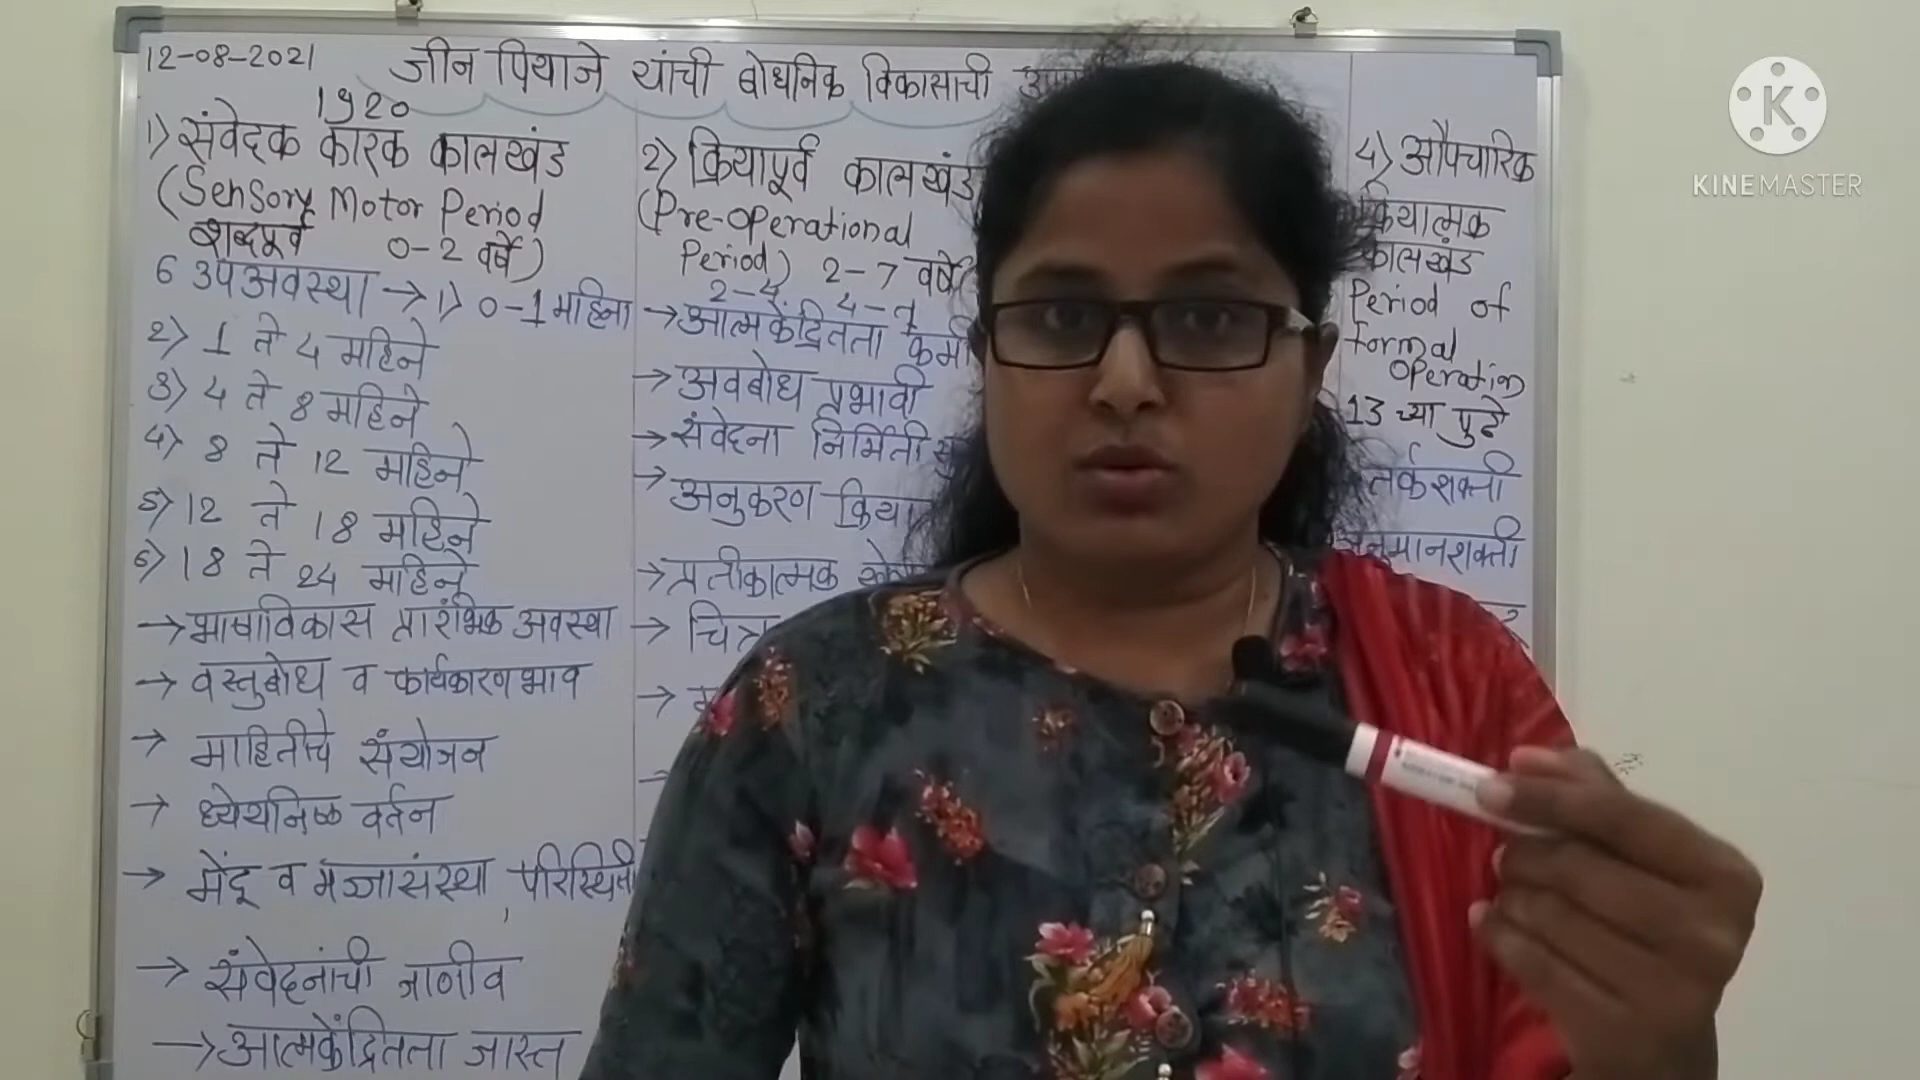 12-08-2021
जीन पियाजे यांची बोधनिक विकासाची
1920
1) संवेदक कारक कालखंड
(Sensory Motor Period
शब्दपूर्व 0-2 वर्षे)
6 उपअवस्था → 1) 0-1 महिना
2) 1 ते 4 महिने
3) 4 ते 8 महिने
4) 8 ते 12 महिने
5) 12 ते 18 महिने
6) 18 ते 24 महिने
→ भाषाविकास प्रारंभिक अवस्था
→ वस्तुबोध व कार्यकारणभाव
→ माहितीचे संयोजन
→ ध्येयनिष्ठ वर्तन
→ मेंदू व मज्जासंस्था, परिस्थिती
→ संवेदनांची जाणीव
→ आत्मकेंद्रितता जास्त
2) क्रियापूर्व कालखंड
(Pre-operational
Period) 2-7 वर्षे
2-4 4-7
→ आत्मकेंद्रितता कमी
→ अवबोध प्रभावी
→ संवेदना निर्मिती
→ अनुकरण क्रिया
→ प्रतीकात्मक
→
→
→
4) औपचारिक
क्रियात्मक
कालखंड
Period of
formal
operation
13 च्या पुढे
तर्कशक्ती
अनुमानशक्ती
K
KINEMASTER